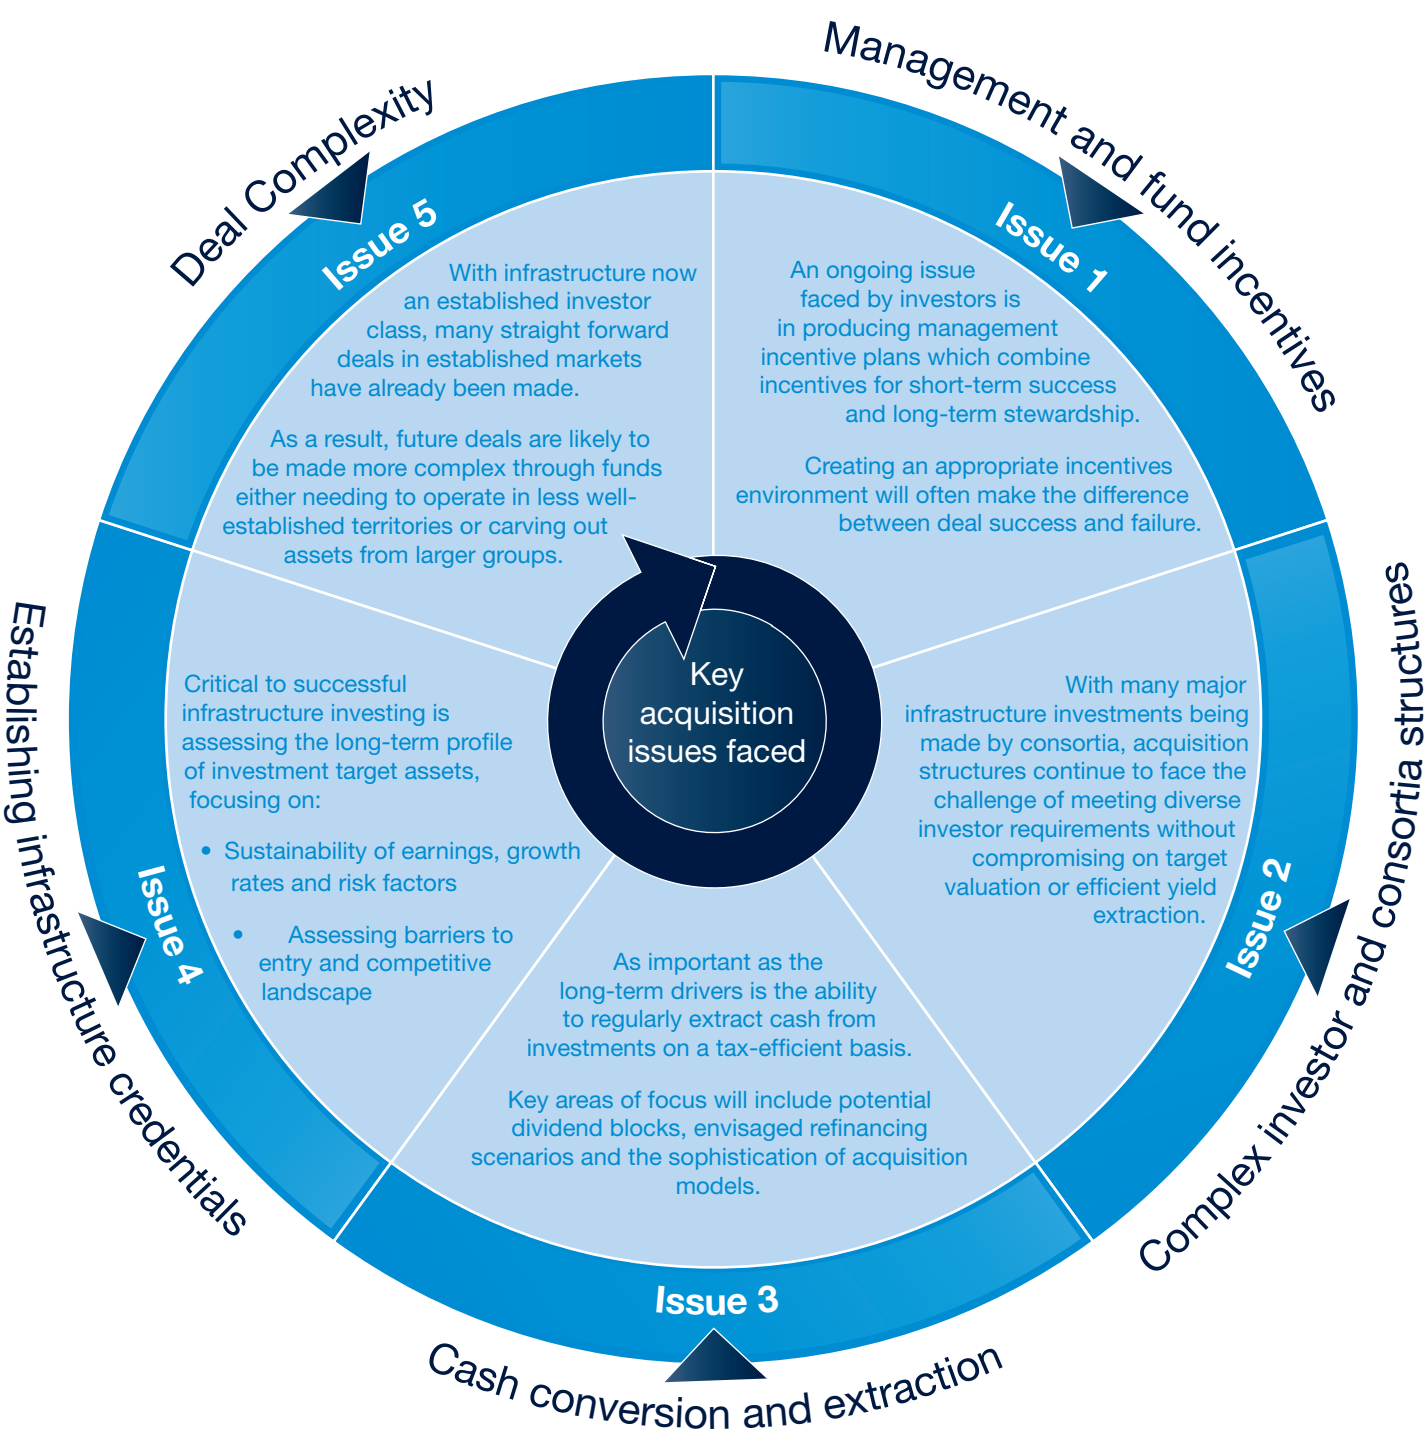 Key
acquisition
issues faced
Management and fund incentives
Issue 1
An ongoing issue
faced by investors is
in producing management
incentive plans which combine
incentives for short-term success
and long-term stewardship.
Creating an appropriate incentives
environment will often make the difference
between deal success and failure.
Complex investor and consortia structures
Issue 2
With many major
infrastructure investments being
made by consortia, acquisition
structures continue to face the
challenge of meeting diverse
investor requirements without
compromising on target
valuation or efficient yield
extraction.
Cash conversion and extraction
Issue 3
As important as the
long-term drivers is the ability
to regularly extract cash from
investments on a tax-efficient basis.
Key areas of focus will include potential
dividend blocks, envisaged refinancing
scenarios and the sophistication of acquisition
models.
Establishing infrastructure credentials
Issue 4
Critical to successful
infrastructure investing is
assessing the long-term profile
of investment target assets,
focusing on:
• Sustainability of earnings, growth
rates and risk factors
• Assessing barriers to
entry and competitive
landscape
Deal Complexity
Issue 5
With infrastructure now
an established investor
class, many straight forward
deals in established markets
have already been made.
As a result, future deals are likely to
be made more complex through funds
either needing to operate in less well-
established territories or carving out
assets from larger groups.